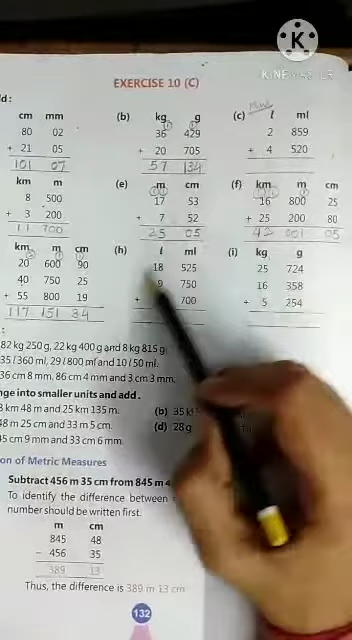 K
KINEMASTER
EXERCISE 10 (C)
dd:
cm mm
80 02
+ 21 05
101 07
(b) kg g
36 429
+ 20 705
57 134
(c) l ml
2 859
+ 4 520
km m
8 500
+ 3 200
11 700
(e) m cm
17 53
+ 7 52
25 05
(f) km m cm
16 800 25
+ 25 200 80
42 001 05
km m cm
20 600 90
40 750 25
+ 55 800 19
117 151 34
(h) l ml
18 525
9 750
+ 700
(i) kg g
25 724
16 358
+ 5 254
82 kg 250 g, 22 kg 400 g and 8 kg 815 g.
35 l 360 ml, 29 l 800 ml and 10 l 50 ml.
36 cm 8 mm, 86 cm 4 mm and 3 cm 3 mm.
nge into smaller units and add.
km 48 m and 25 km 135 m.
(b) 35
48 m 25 cm and 33 m 5 cm.
(d) 28 g
5 cm 9 mm and 33 cm 6 mm.
on of Metric Measures
Subtract 456 m 35 cm from 845 m 4
To identify the difference between
number should be written first.
m cm
845 48
– 456 35
389 13
Thus, the difference is 389 m 13 cm
132